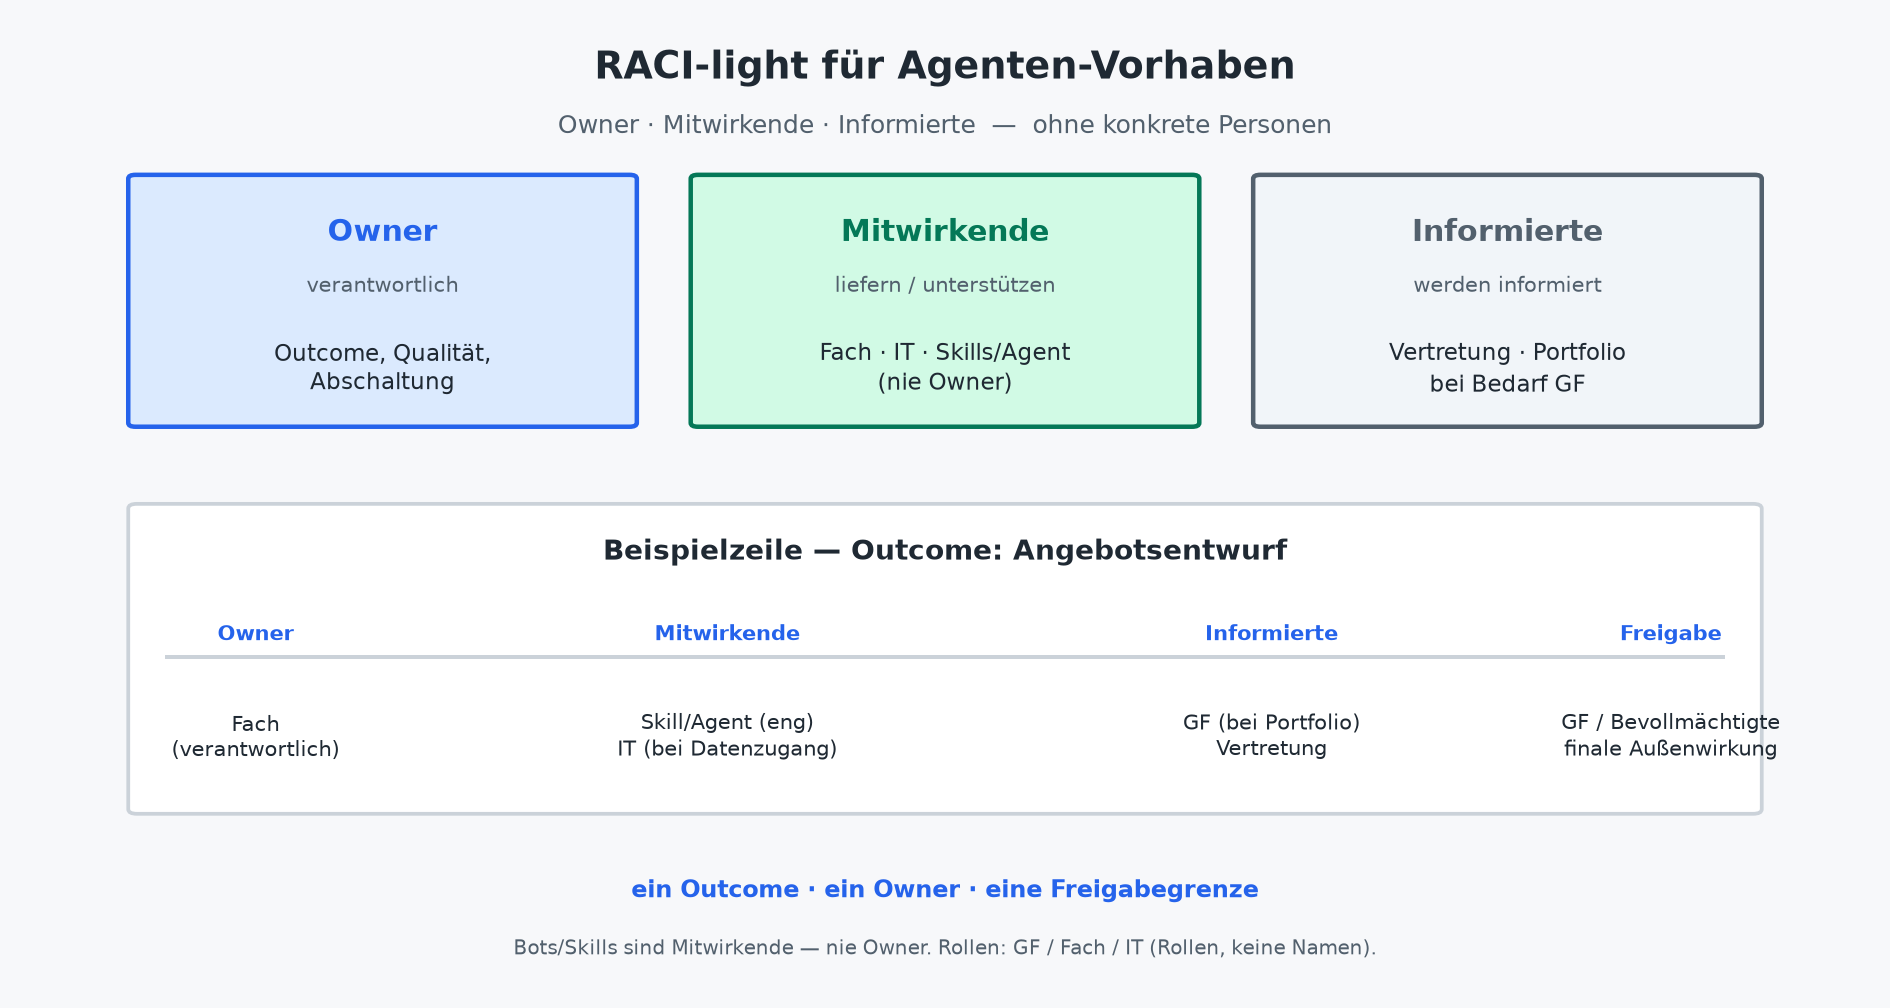 RACI-light für Agenten-Vorhaben
Owner · Mitwirkende · Informierte — ohne konkrete Personen
Owner
verantwortlich
Outcome, Qualität,
Abschaltung
Mitwirkende
liefern / unterstützen
Fach · IT · Skills/Agent
(nie Owner)
Informierte
werden informiert
Vertretung · Portfolio
bei Bedarf GF
Beispielzeile — Outcome: Angebotsentwurf
Owner
Mitwirkende
Informierte
Freigabe
Fach
(verantwortlich)
Skill/Agent (eng)
IT (bei Datenzugang)
GF (bei Portfolio)
Vertretung
GF / Bevollmächtigte
finale Außenwirkung
ein Outcome · ein Owner · eine Freigabegrenze
Bots/Skills sind Mitwirkende — nie Owner. Rollen: GF / Fach / IT (Rollen, keine Namen).